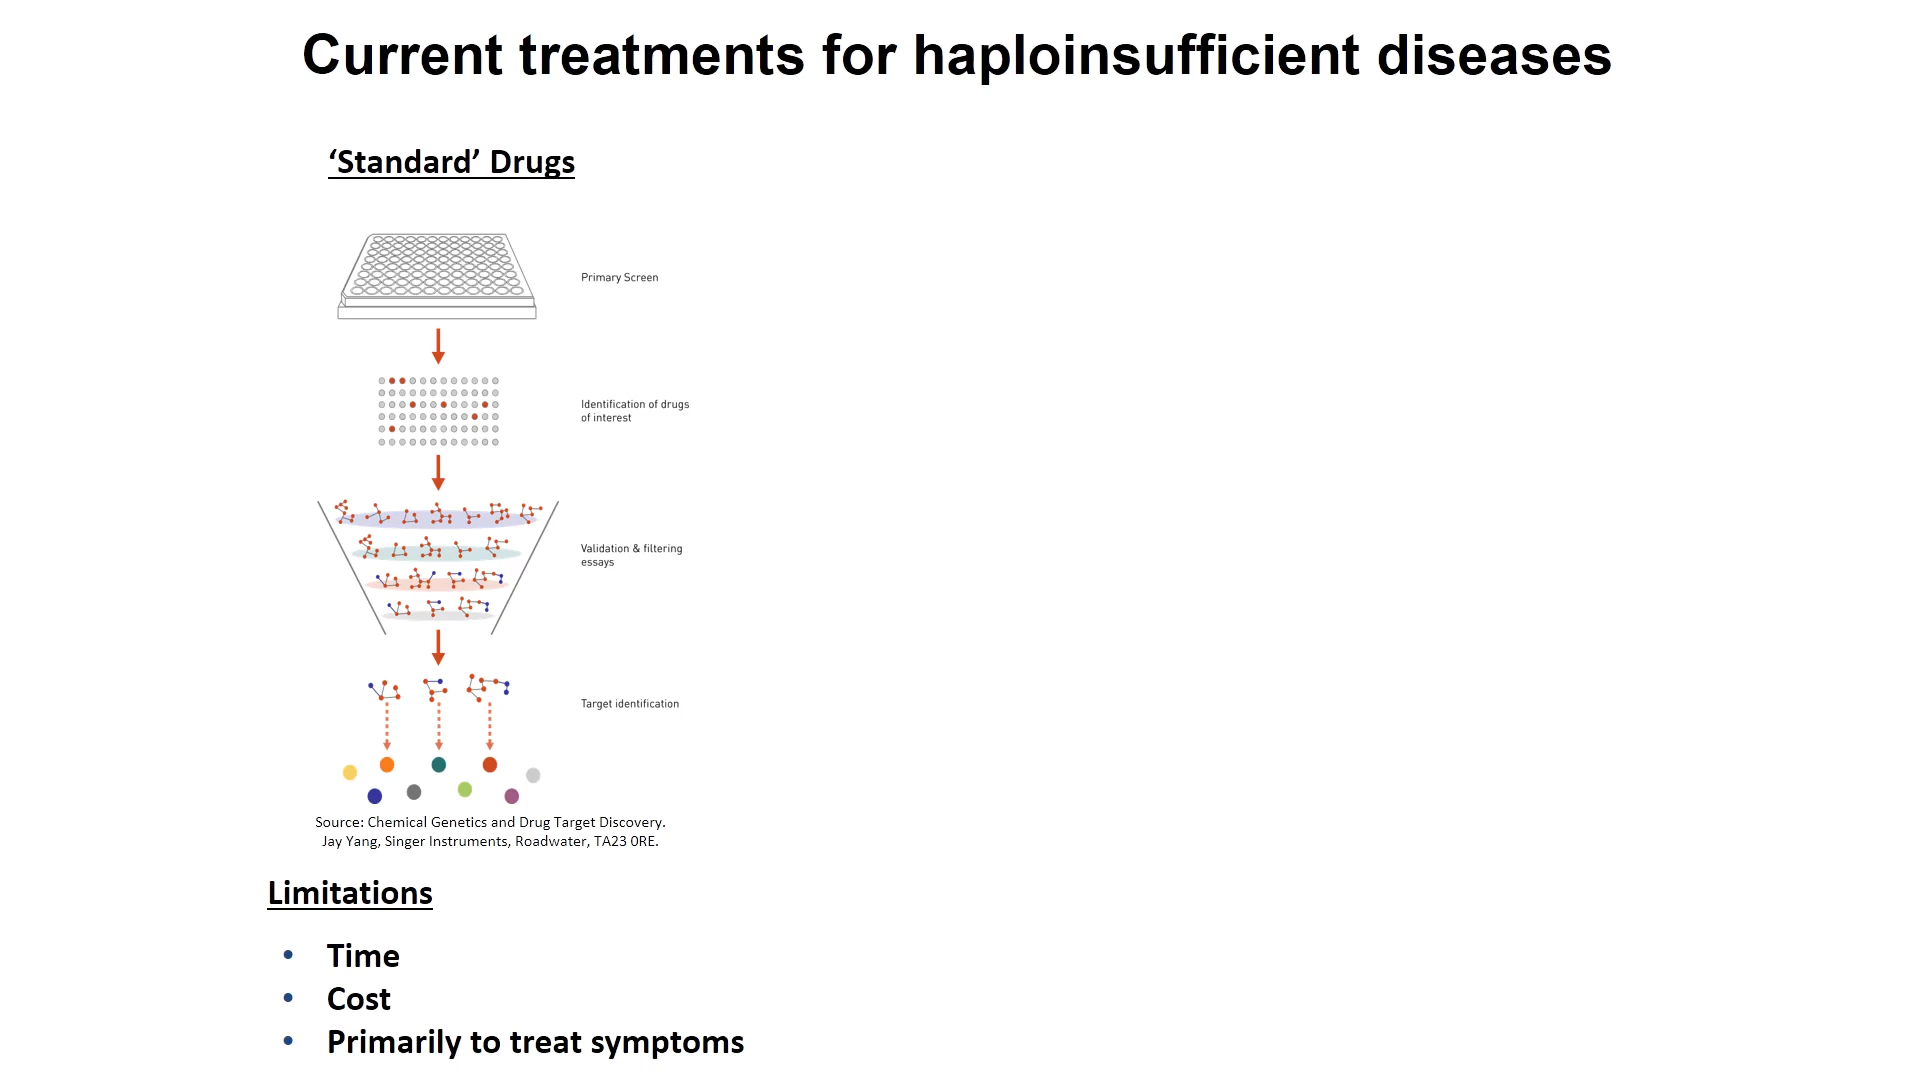 Current treatments for haploinsufficient diseases
‘Standard’ Drugs
Primary Screen
Identification of drugs
of interest
Validation & filtering
essays
Target identification
Source: Chemical Genetics and Drug Target Discovery.
Jay Yang, Singer Instruments, Roadwater, TA23 0RE.
Limitations
• Time
• Cost
• Primarily to treat symptoms